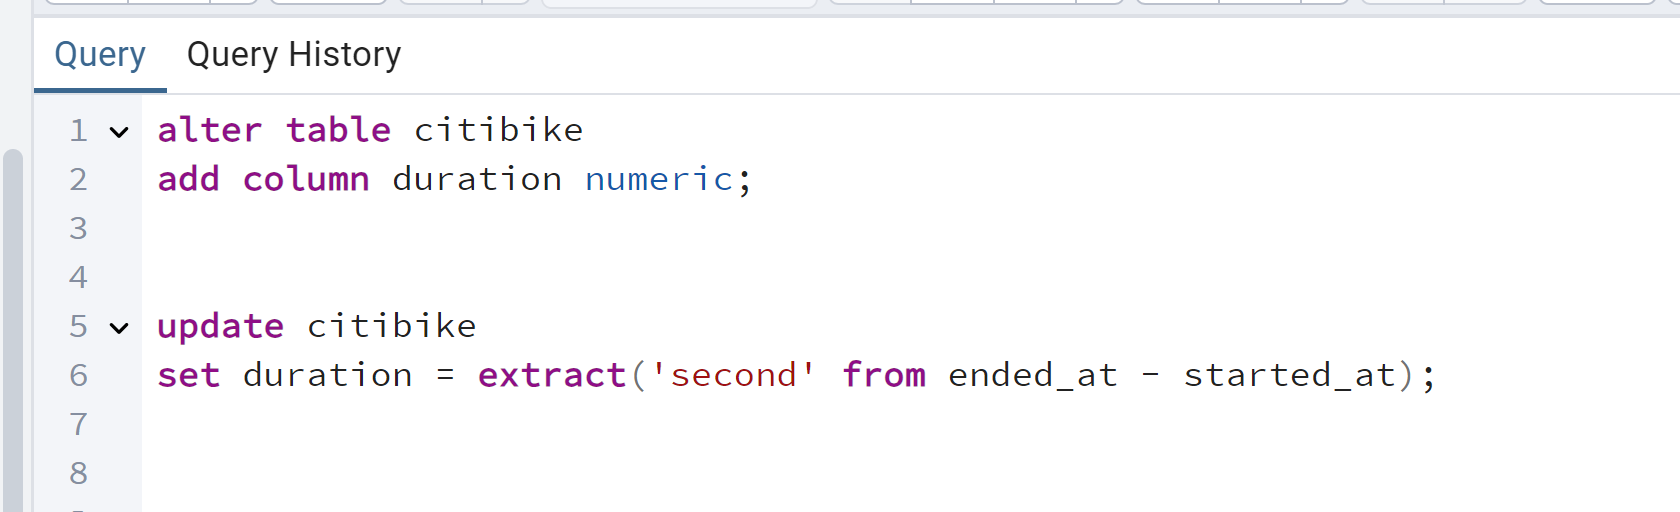 Query Query History
1 alter table citibike
2 add column duration numeric;
3
4
5 update citibike
6 set duration = extract('second' from ended_at - started_at);
7
8